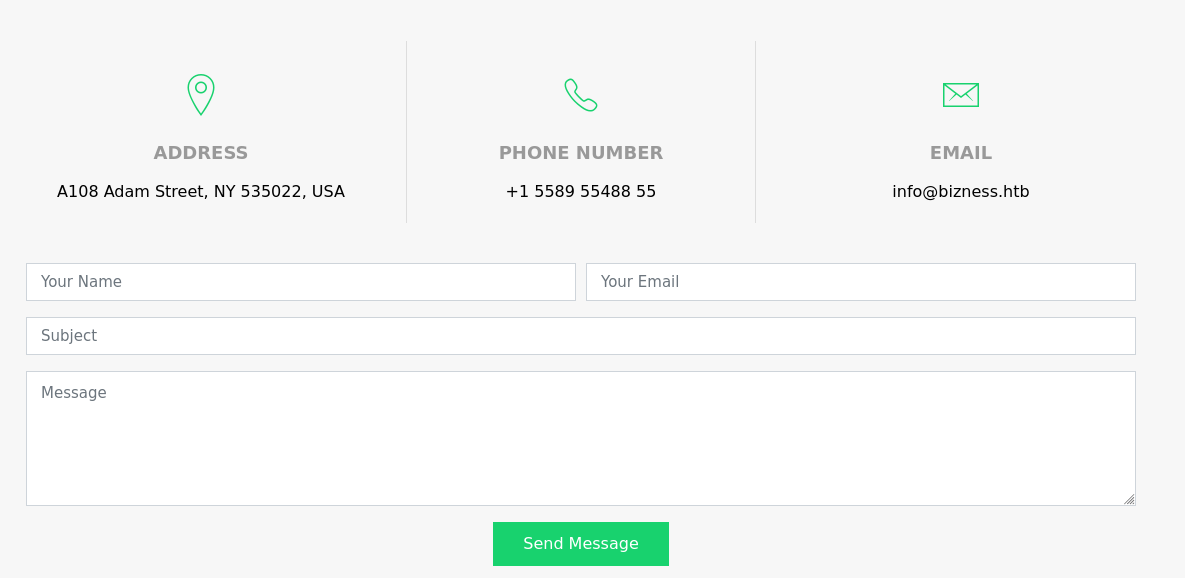 ADDRESS
A108 Adam Street, NY 535022, USA
PHONE NUMBER
+1 5589 55488 55
EMAIL
info@bizness.htb
Your Name
Your Email
Subject
Message
Send Message